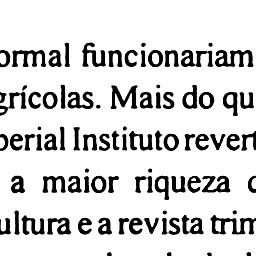 ormal funcionariam
grícolas. Mais do qu
perial Instituto revert
a maior riqueza
ultura e a revista trim